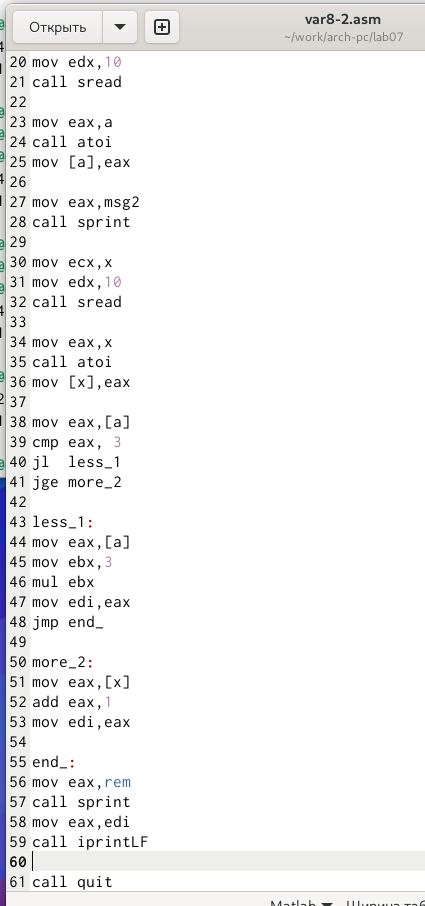 Открыть
var8-2.asm
~/work/arch-pc/lab07
20 mov edx,10
21 call sread
22
23 mov eax,a
24 call atoi
25 mov [a],eax
26
27 mov eax,msg2
28 call sprint
29
30 mov ecx,x
31 mov edx,10
32 call sread
33
34 mov eax,x
35 call atoi
36 mov [x],eax
37
38 mov eax,[a]
39 cmp eax, 3
40 jl  less_1
41 jge more_2
42
43 less_1:
44 mov eax,[a]
45 mov ebx,3
46 mul ebx
47 mov edi,eax
48 jmp end_
49
50 more_2:
51 mov eax,[x]
52 add eax,1
53 mov edi,eax
54
55 end_:
56 mov eax,rem
57 call sprint
58 mov eax,edi
59 call iprintLF
60
61 call quit
Matlab